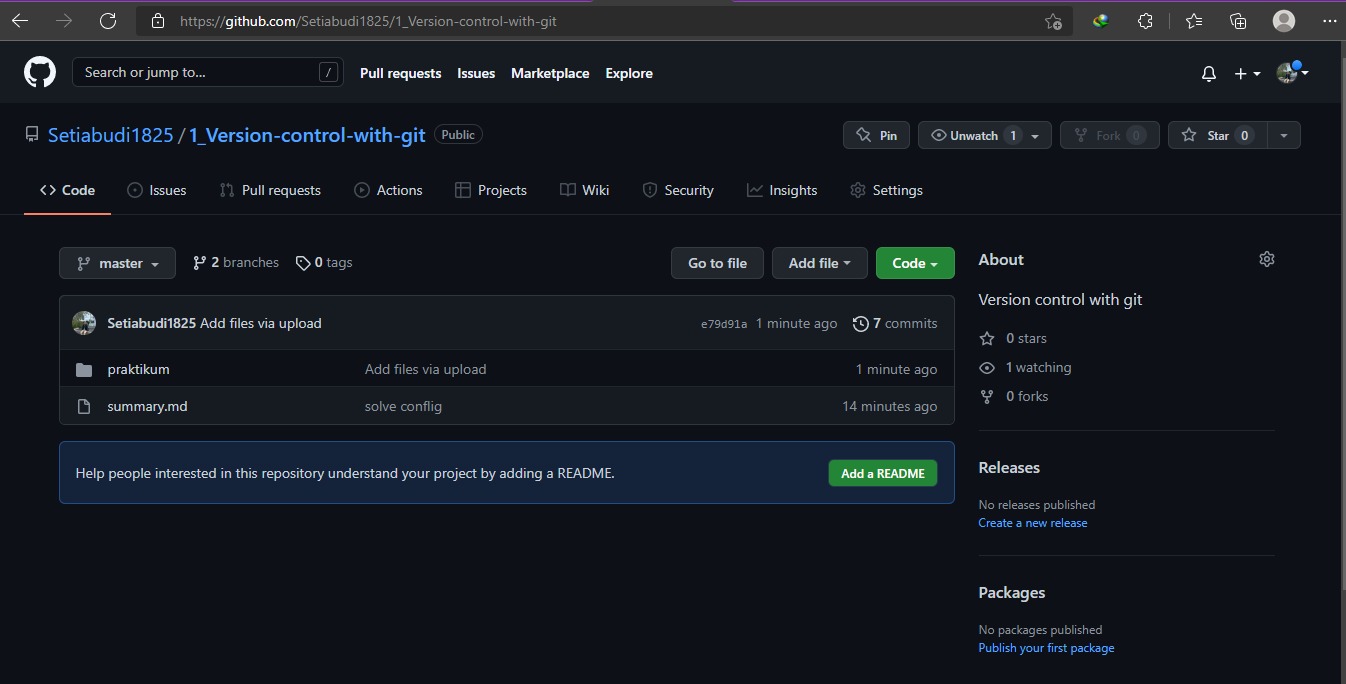 https://github.com/Setiabudi1825/1_Version-control-with-git
Search or jump to... / Pull requests Issues Marketplace Explore
Setiabudi1825 / 1_Version-control-with-git Public Pin Unwatch 1 Fork 0 Star 0
Code Issues Pull requests Actions Projects Wiki Security Insights Settings
master 2 branches 0 tags Go to file Add file Code
Setiabudi1825 Add files via upload e79d91a 1 minute ago 7 commits
praktikum Add files via upload 1 minute ago
summary.md solve conflig 14 minutes ago
Help people interested in this repository understand your project by adding a README. Add a README
About
Version control with git
0 stars
1 watching
0 forks
Releases
No releases published
Create a new release
Packages
No packages published
Publish your first package